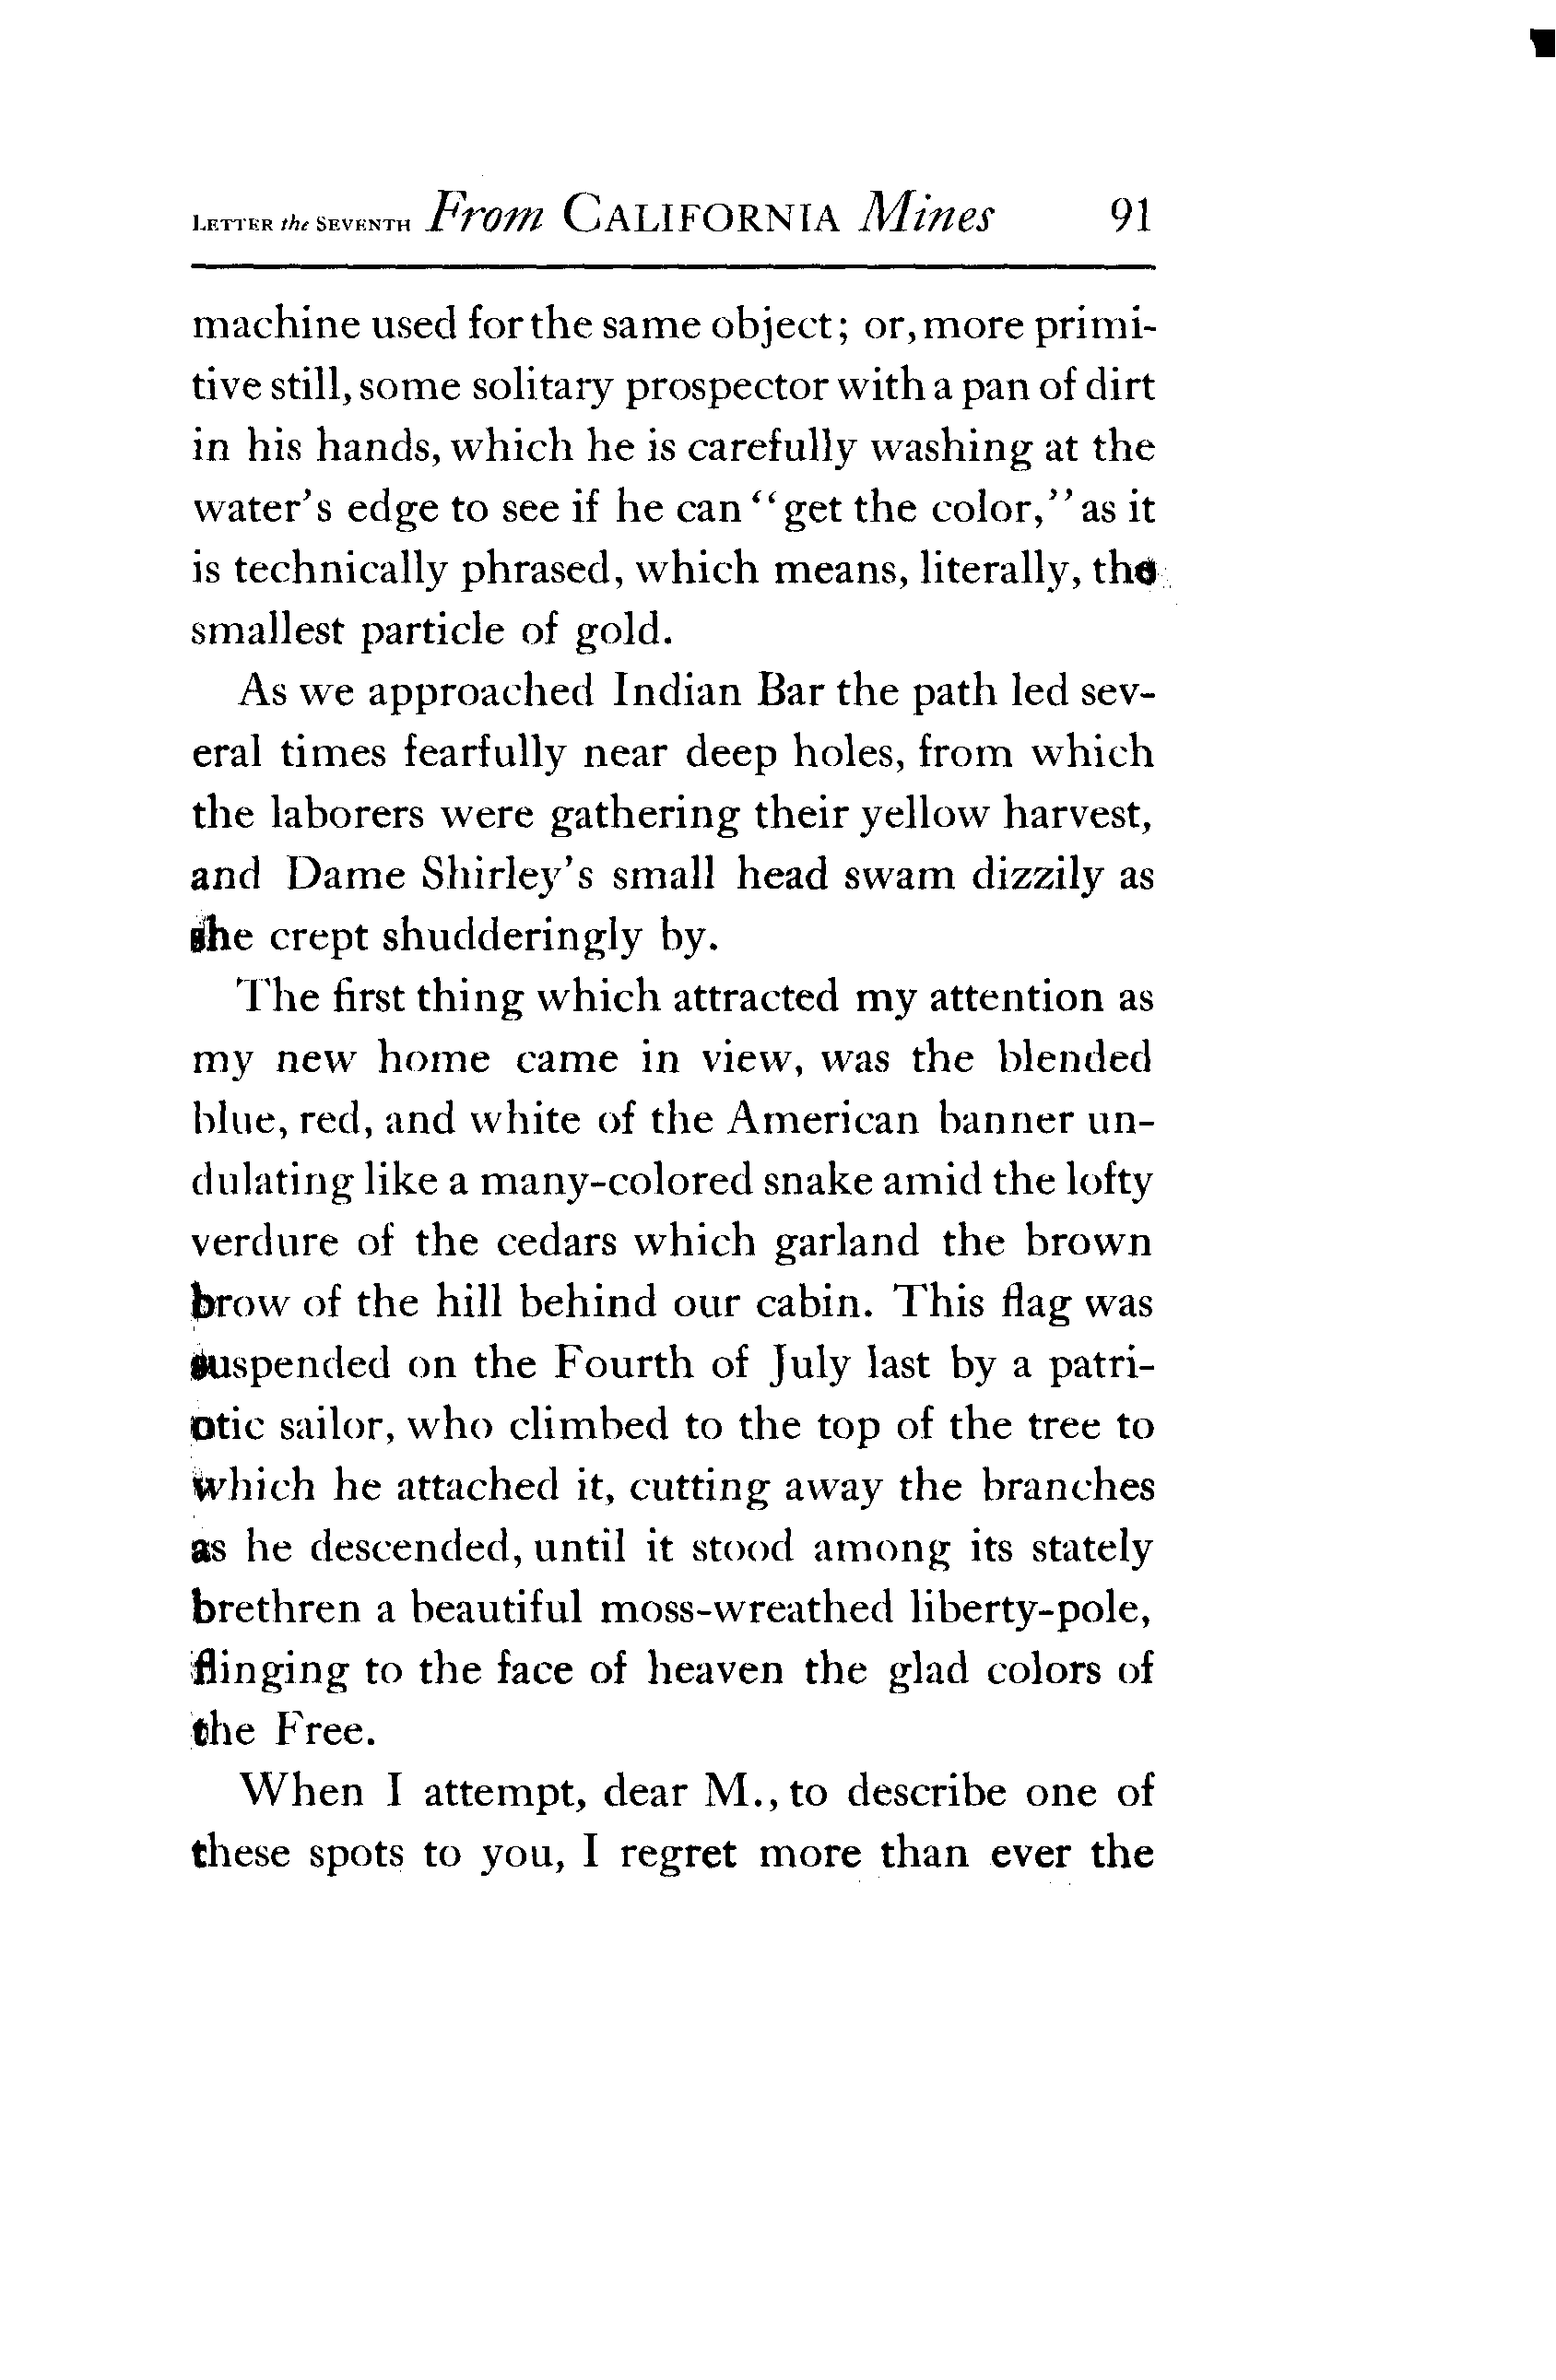 LETTER the SEVENTH From CALIFORNIA Mines 91
machine used for the same object; or, more primi-
tive still, some solitary prospector with a pan of dirt
in his hands, which he is carefully washing at the
water's edge to see if he can "get the color," as it
is technically phrased, which means, literally, the
smallest particle of gold.
As we approached Indian Bar the path led sev-
eral times fearfully near deep holes, from which
the laborers were gathering their yellow harvest,
and Dame Shirley's small head swam dizzily as
she crept shudderingly by.
The first thing which attracted my attention as
my new home came in view, was the blended
blue, red, and white of the American banner un-
dulating like a many-colored snake amid the lofty
verdure of the cedars which garland the brown
brow of the hill behind our cabin. This flag was
suspended on the Fourth of July last by a patri-
otic sailor, who climbed to the top of the tree to
which he attached it, cutting away the branches
as he descended, until it stood among its stately
brethren a beautiful moss-wreathed liberty-pole,
flinging to the face of heaven the glad colors of
the Free.
When I attempt, dear M., to describe one of
these spots to you, I regret more than ever the